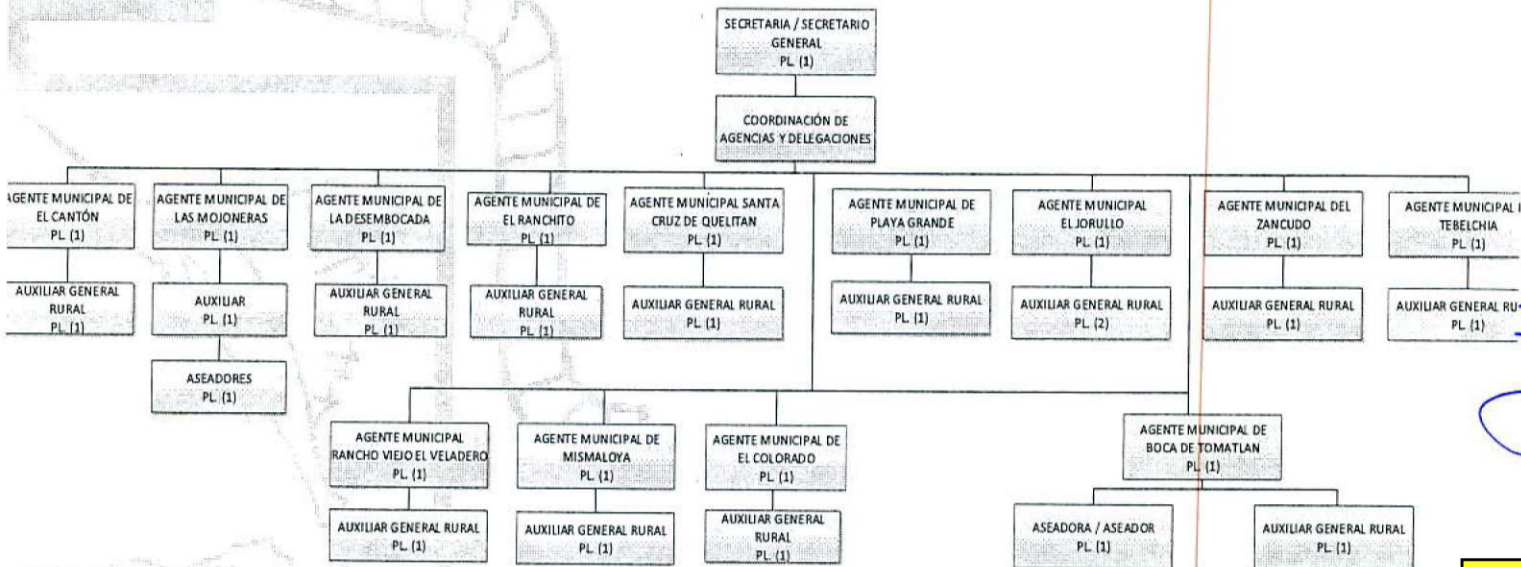 SECRETARIA / SECRETARIO
GENERAL
PL. (1)
COORDINACIÓN DE
AGENCIAS Y DELEGACIONES
AGENTE MUNICIPAL DE
EL CANTÓN
PL. (1)
AGENTE MUNICIPAL DE
LAS MOJONERAS
PL. (1)
AGENTE MUNICIPAL DE
LA DESEMBOCADA
PL. (1)
AGENTE MUNICIPAL DE
EL RANCHITO
PL. (1)
AGENTE MUNICIPAL SANTA
CRUZ DE QUELITAN
PL. (1)
AGENTE MUNICIPAL DE
PLAYA GRANDE
PL. (1)
AGENTE MUNICIPAL
EL JORULLO
PL. (1)
AGENTE MUNICIPAL DEL
ZANCUDO
PL. (1)
AGENTE MUNICIPAL
TEBELCHIA
PL. (1)
AUXILIAR GENERAL
RURAL
PL. (1)
AUXILIAR
PL. (1)
AUXILIAR GENERAL
RURAL
PL. (1)
AUXILIAR GENERAL
RURAL
PL. (1)
AUXILIAR GENERAL RURAL
PL. (1)
AUXILIAR GENERAL RURAL
PL. (1)
AUXILIAR GENERAL RURAL
PL. (2)
AUXILIAR GENERAL RURAL
PL. (1)
AUXILIAR GENERAL RU
PL. (1)
ASEADORES
PL. (1)
AGENTE MUNICIPAL
RANCHO VIEJO EL VELADERO
PL. (1)
AGENTE MUNICIPAL DE
MISMALOYA
PL. (1)
AGENTE MUNICIPAL DE
EL COLORADO
PL. (1)
AGENTE MUNICIPAL DE
BOCA DE TOMATLAN
PL. (1)
AUXILIAR GENERAL RURAL
PL. (1)
AUXILIAR GENERAL RURAL
PL. (1)
AUXILIAR GENERAL
RURAL
PL. (1)
ASEADORA / ASEADOR
PL. (1)
AUXILIAR GENERAL RURAL
PL. (1)